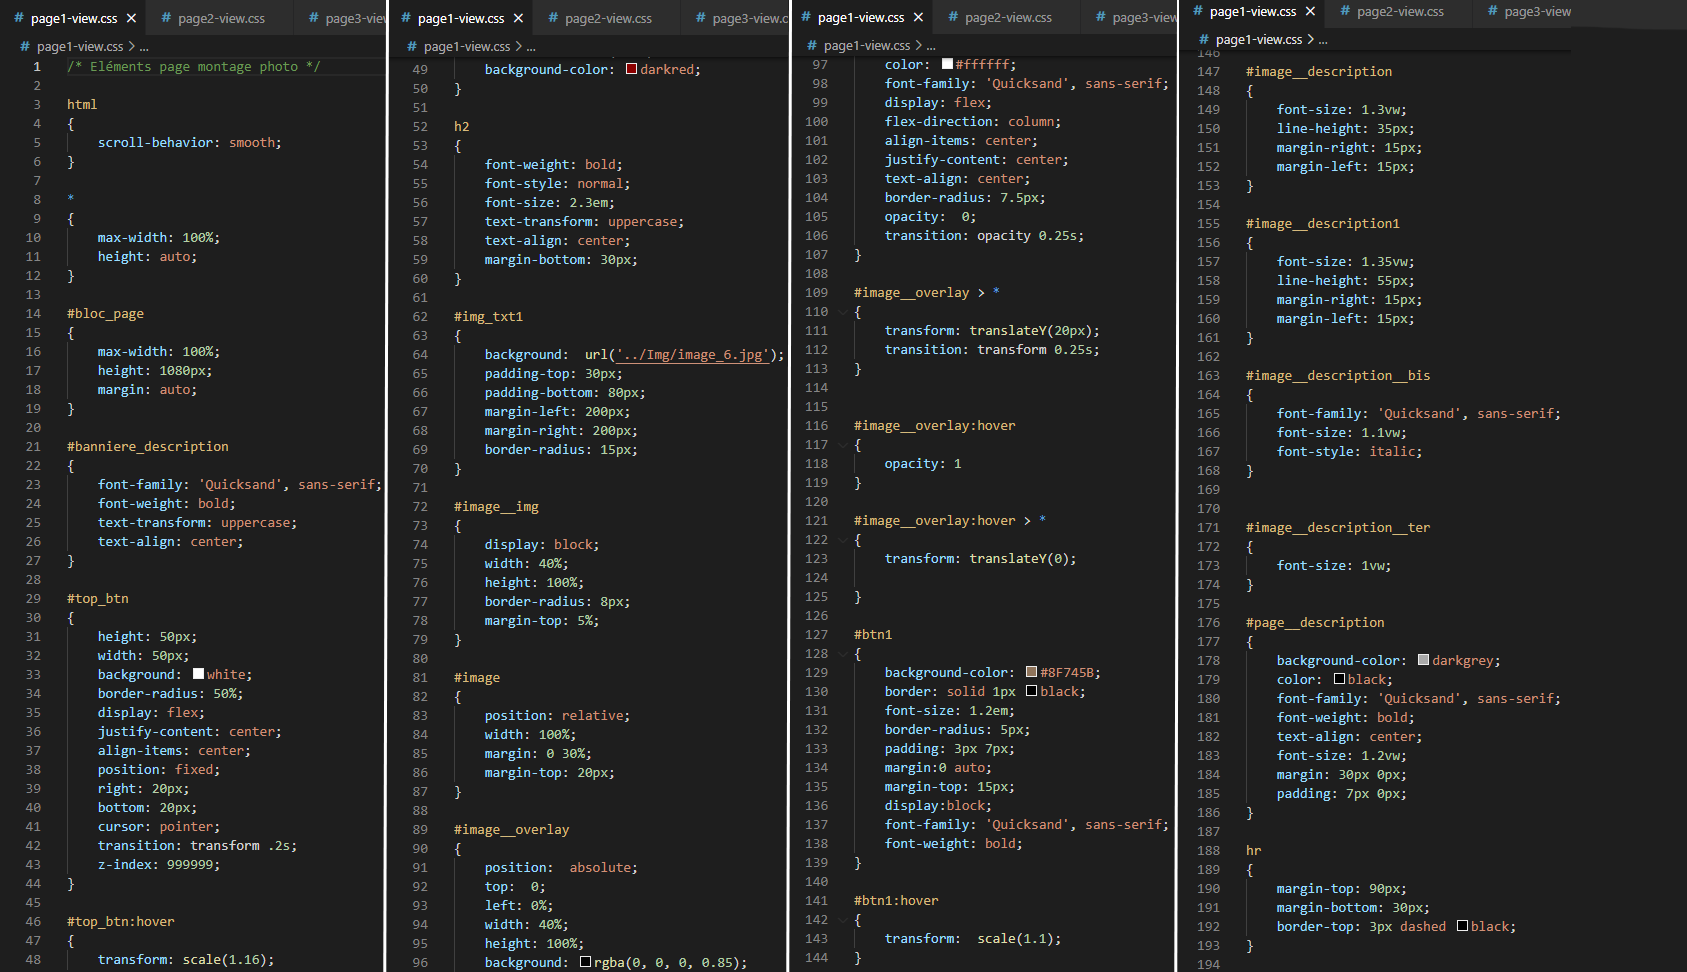 # page1-view.css ×
# page2-view.css
# page3-view
# page1-view.css > ...
1 /* Eléments page montage photo */
2
3 html
4 {
5 scroll-behavior: smooth;
6 }
7
8 *
9 {
10 max-width: 100%;
11 height: auto;
12 }
13
14 #bloc_page
15 {
16 max-width: 100%;
17 height: 1080px;
18 margin: auto;
19 }
20
21 #banniere_description
22 {
23 font-family: 'Quicksand', sans-serif;
24 font-weight: bold;
25 text-transform: uppercase;
26 text-align: center;
27 }
28
29 #top_btn
30 {
31 height: 50px;
32 width: 50px;
33 background: white;
34 border-radius: 50%;
35 display: flex;
36 justify-content: center;
37 align-items: center;
38 position: fixed;
39 right: 20px;
40 bottom: 20px;
41 cursor: pointer;
42 transition: transform .2s;
43 z-index: 999999;
44 }
45
46 #top_btn:hover
47 {
48 transform: scale(1.16);
# page1-view.css ×
# page2-view.css
# page3-view.c
# page1-view.css > ...
49 background-color: darkred;
50 }
51
52 h2
53 {
54 font-weight: bold;
55 font-style: normal;
56 font-size: 2.3em;
57 text-transform: uppercase;
58 text-align: center;
59 margin-bottom: 30px;
60 }
61
62 #img_txt1
63 {
64 background:  url('../Img/image_6.jpg');
65 padding-top: 30px;
66 padding-bottom: 80px;
67 margin-left: 200px;
68 margin-right: 200px;
69 border-radius: 15px;
70 }
71
72 #image__img
73 {
74 display: block;
75 width: 40%;
76 height: 100%;
77 border-radius: 8px;
78 margin-top: 5%;
79 }
80
81 #image
82 {
83 position: relative;
84 width: 100%;
85 margin: 0 30%;
86 margin-top: 20px;
87 }
88
89 #image__overlay
90 {
91 position:  absolute;
92 top:  0;
93 left: 0%;
94 width: 40%;
95 height: 100%;
96 background: rgba(0, 0, 0, 0.85);
# page1-view.css ×
# page2-view.css
# page3-view
# page1-view.css > ...
97 color: #ffffff;
98 font-family: 'Quicksand', sans-serif;
99 display: flex;
100 flex-direction: column;
101 align-items: center;
102 justify-content: center;
103 text-align: center;
104 border-radius: 7.5px;
105 opacity:  0;
106 transition: opacity 0.25s;
107 }
108
109 #image__overlay > *
110 {
111 transform: translateY(20px);
112 transition: transform 0.25s;
113 }
114
115
116 #image__overlay:hover
117 {
118 opacity: 1
119 }
120
121 #image__overlay:hover > *
122 {
123 transform: translateY(0);
124
125 }
126
127 #btn1
128 {
129 background-color: #8F745B;
130 border: solid 1px black;
131 font-size: 1.2em;
132 border-radius: 5px;
133 padding: 3px 7px;
134 margin:0 auto;
135 margin-top: 15px;
136 display:block;
137 font-family: 'Quicksand', sans-serif;
138 font-weight: bold;
139 }
140
141 #btn1:hover
142 {
143 transform:  scale(1.1);
144 }
# page1-view.css ×
# page2-view.css
# page3-view
# page1-view.css > ...
146
147 #image__description
148 {
149 font-size: 1.3vw;
150 line-height: 35px;
151 margin-right: 15px;
152 margin-left: 15px;
153 }
154
155 #image__description1
156 {
157 font-size: 1.35vw;
158 line-height: 55px;
159 margin-right: 15px;
160 margin-left: 15px;
161 }
162
163 #image__description__bis
164 {
165 font-family: 'Quicksand', sans-serif;
166 font-size: 1.1vw;
167 font-style: italic;
168 }
169
170
171 #image__description__ter
172 {
173 font-size: 1vw;
174 }
175
176 #page__description
177 {
178 background-color: darkgrey;
179 color: black;
180 font-family: 'Quicksand', sans-serif;
181 font-weight: bold;
182 text-align: center;
183 font-size: 1.2vw;
184 margin: 30px 0px;
185 padding: 7px 0px;
186 }
187
188 hr
189 {
190 margin-top: 90px;
191 margin-bottom: 30px;
192 border-top: 3px dashed black;
193 }
194